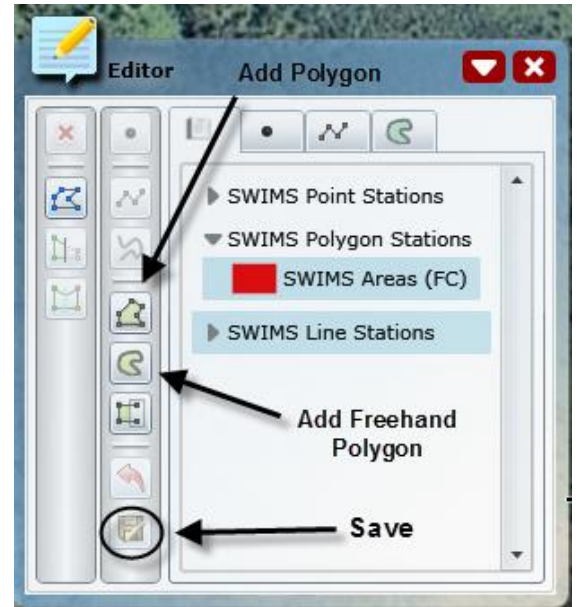 Editor
Add Polygon
SWIMS Point Stations
SWIMS Polygon Stations
SWIMS Areas (FC)
SWIMS Line Stations
Add Freehand
Polygon
Save